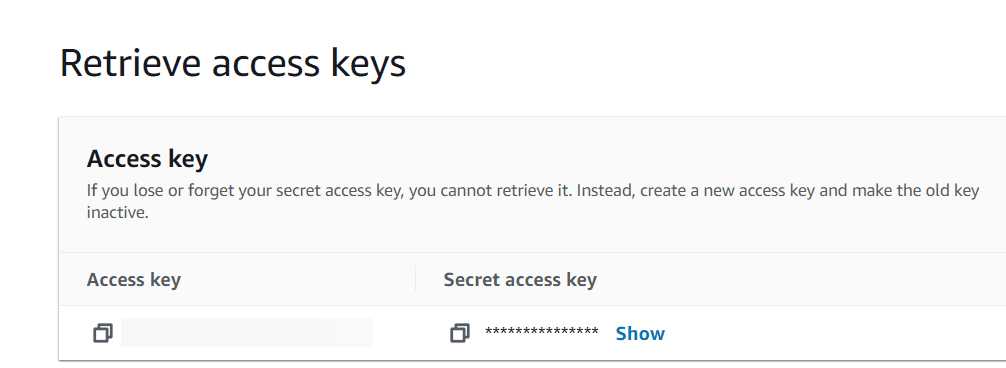 Retrieve access keys
Access key
If you lose or forget your secret access key, you cannot retrieve it. Instead, create a new access key and make the old key
inactive.
Access key Secret access key
*************** Show